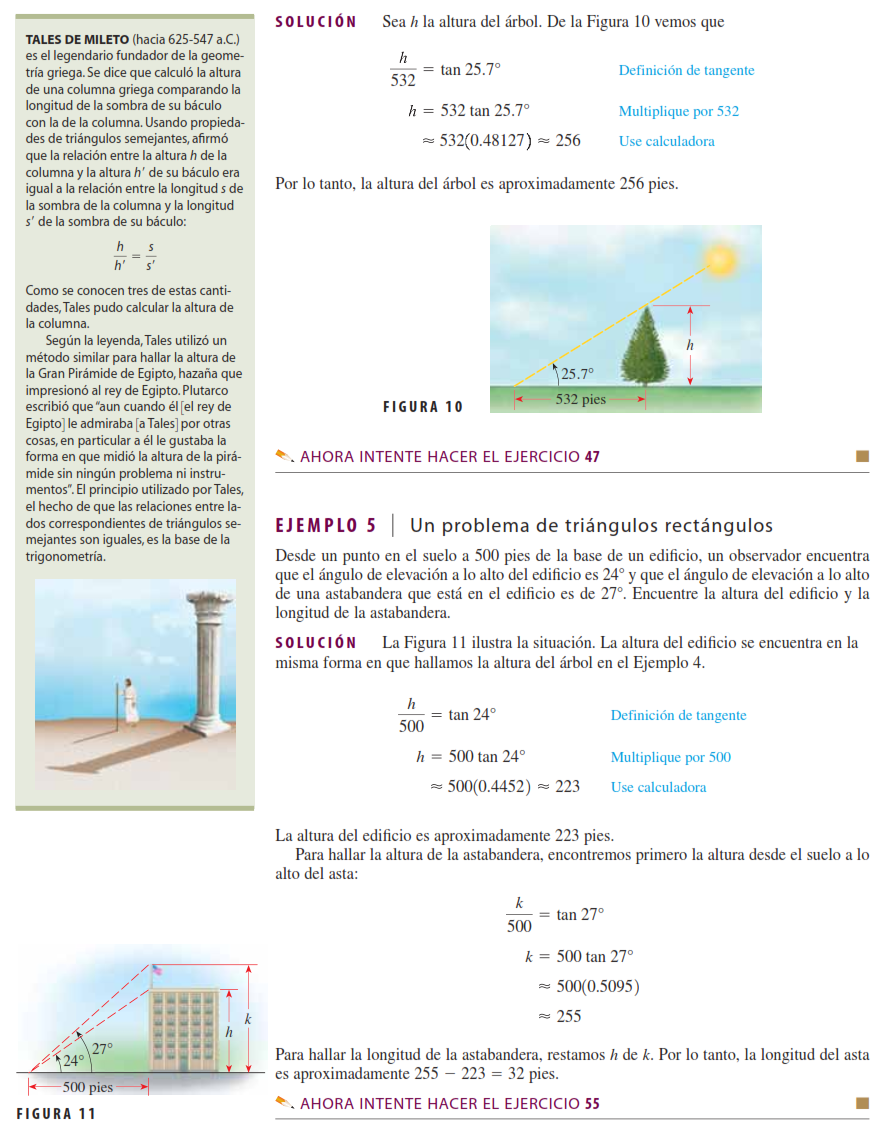 TALES DE MILETO (hacia 625-547 a.C.)
es el legendario fundador de la geome-
tría griega. Se dice que calculó la altura
de una columna griega comparando la
longitud de la sombra de su báculo
con la de la columna. Usando propieda-
des de triángulos semejantes, afirmó
que la relación entre la altura h de la
columna y la altura h' de su báculo era
igual a la relación entre la longitud s de
la sombra de la columna y la longitud
s' de la sombra de su báculo:
h/h' = s/s'
Como se conocen tres de estas canti-
dades, Tales pudo calcular la altura de
la columna.
Según la leyenda, Tales utilizó un
método similar para hallar la altura de
la Gran Pirámide de Egipto, hazaña que
impresionó al rey de Egipto. Plutarco
escribió que “aun cuando él [el rey de
Egipto] le admiraba [a Tales] por otras
cosas, en particular a él le gustaba la
forma en que midió la altura de la pirá-
mide sin ningún problema ni instru-
mentos”. El principio utilizado por Tales,
el hecho de que las relaciones entre la-
dos correspondientes de triángulos se-
mejantes son iguales, es la base de la
trigonometría.
SOLUCIÓN Sea h la altura del árbol. De la Figura 10 vemos que
h/532 = tan 25.7° Definición de tangente
h = 532 tan 25.7° Multiplique por 532
≈ 532(0.48127) ≈ 256 Use calculadora
Por lo tanto, la altura del árbol es aproximadamente 256 pies.
h
25.7°
532 pies
FIGURA 10
AHORA INTENTE HACER EL EJERCICIO 47
EJEMPLO 5 | Un problema de triángulos rectángulos
Desde un punto en el suelo a 500 pies de la base de un edificio, un observador encuentra
que el ángulo de elevación a lo alto del edificio es 24° y que el ángulo de elevación a lo alto
de una astabandera que está en el edificio es de 27°. Encuentre la altura del edificio y la
longitud de la astabandera.
SOLUCIÓN La Figura 11 ilustra la situación. La altura del edificio se encuentra en la
misma forma en que hallamos la altura del árbol en el Ejemplo 4.
h/500 = tan 24° Definición de tangente
h = 500 tan 24° Multiplique por 500
≈ 500(0.4452) ≈ 223 Use calculadora
La altura del edificio es aproximadamente 223 pies.
Para hallar la altura de la astabandera, encontremos primero la altura desde el suelo a lo
alto del asta:
k/500 = tan 27°
k = 500 tan 27°
≈ 500(0.5095)
≈ 255
Para hallar la longitud de la astabandera, restamos h de k. Por lo tanto, la longitud del asta
es aproximadamente 255 − 223 = 32 pies.
AHORA INTENTE HACER EL EJERCICIO 55
k
h
27°
24°
500 pies
FIGURA 11